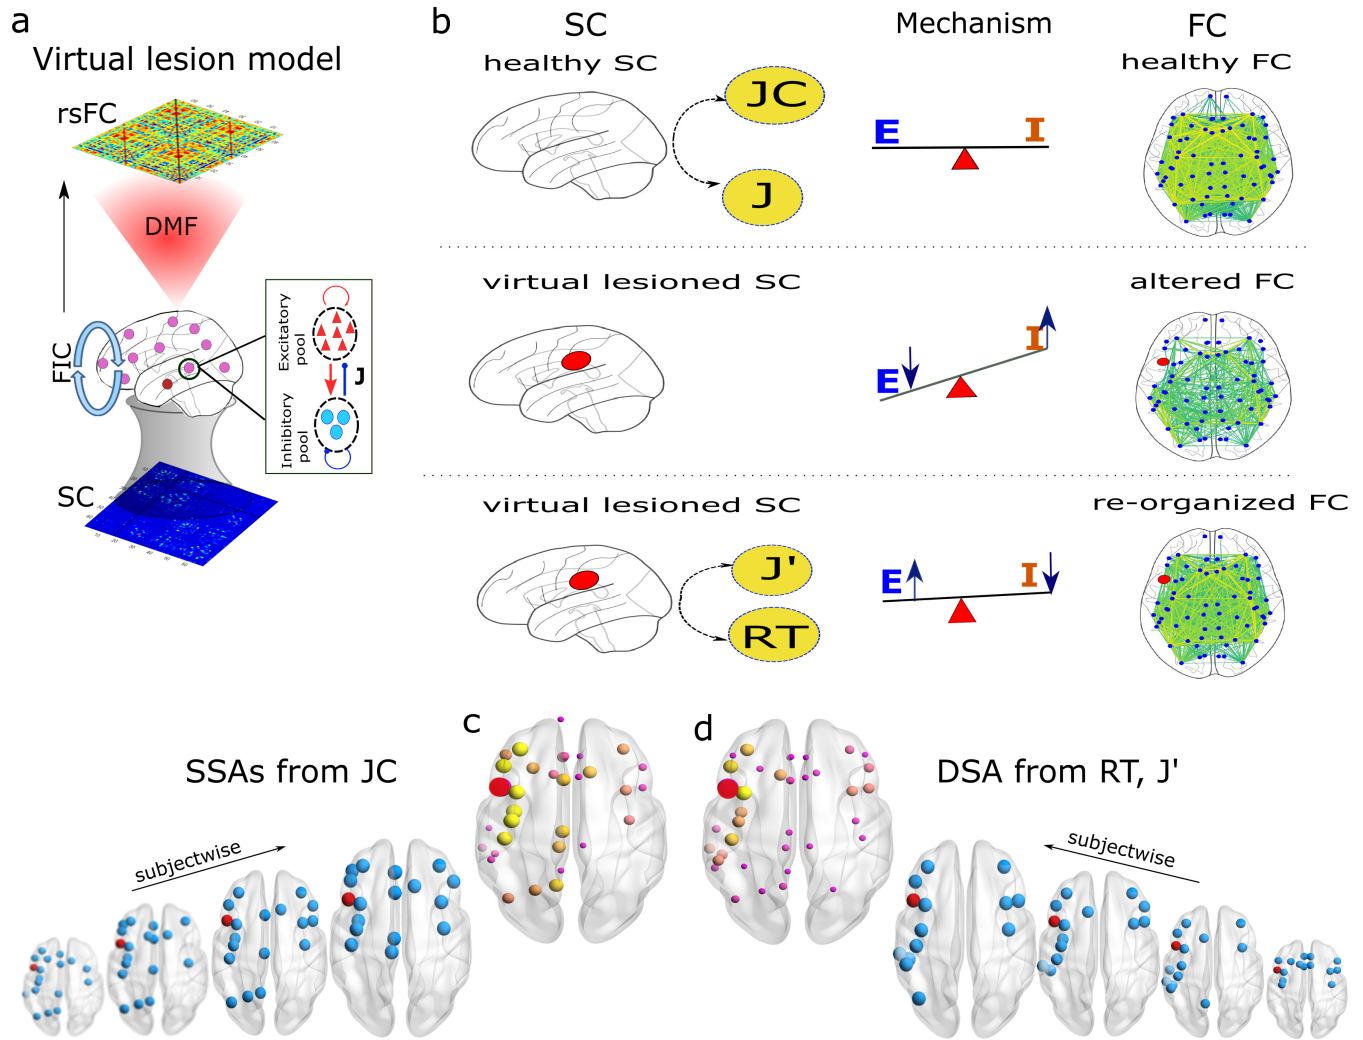 a
Virtual lesion model
rsFC
DMF
FIC
Excitatory
pool
J
Inhibitory
pool
SC
b
SC
Mechanism
FC
healthy SC
healthy FC
JC
J
E
I
virtual lesioned SC
altered FC
E
I
virtual lesioned SC
re-organized FC
J'
RT
E
I
c
SSAs from JC
subjectwise
d
DSA from RT, J'
subjectwise